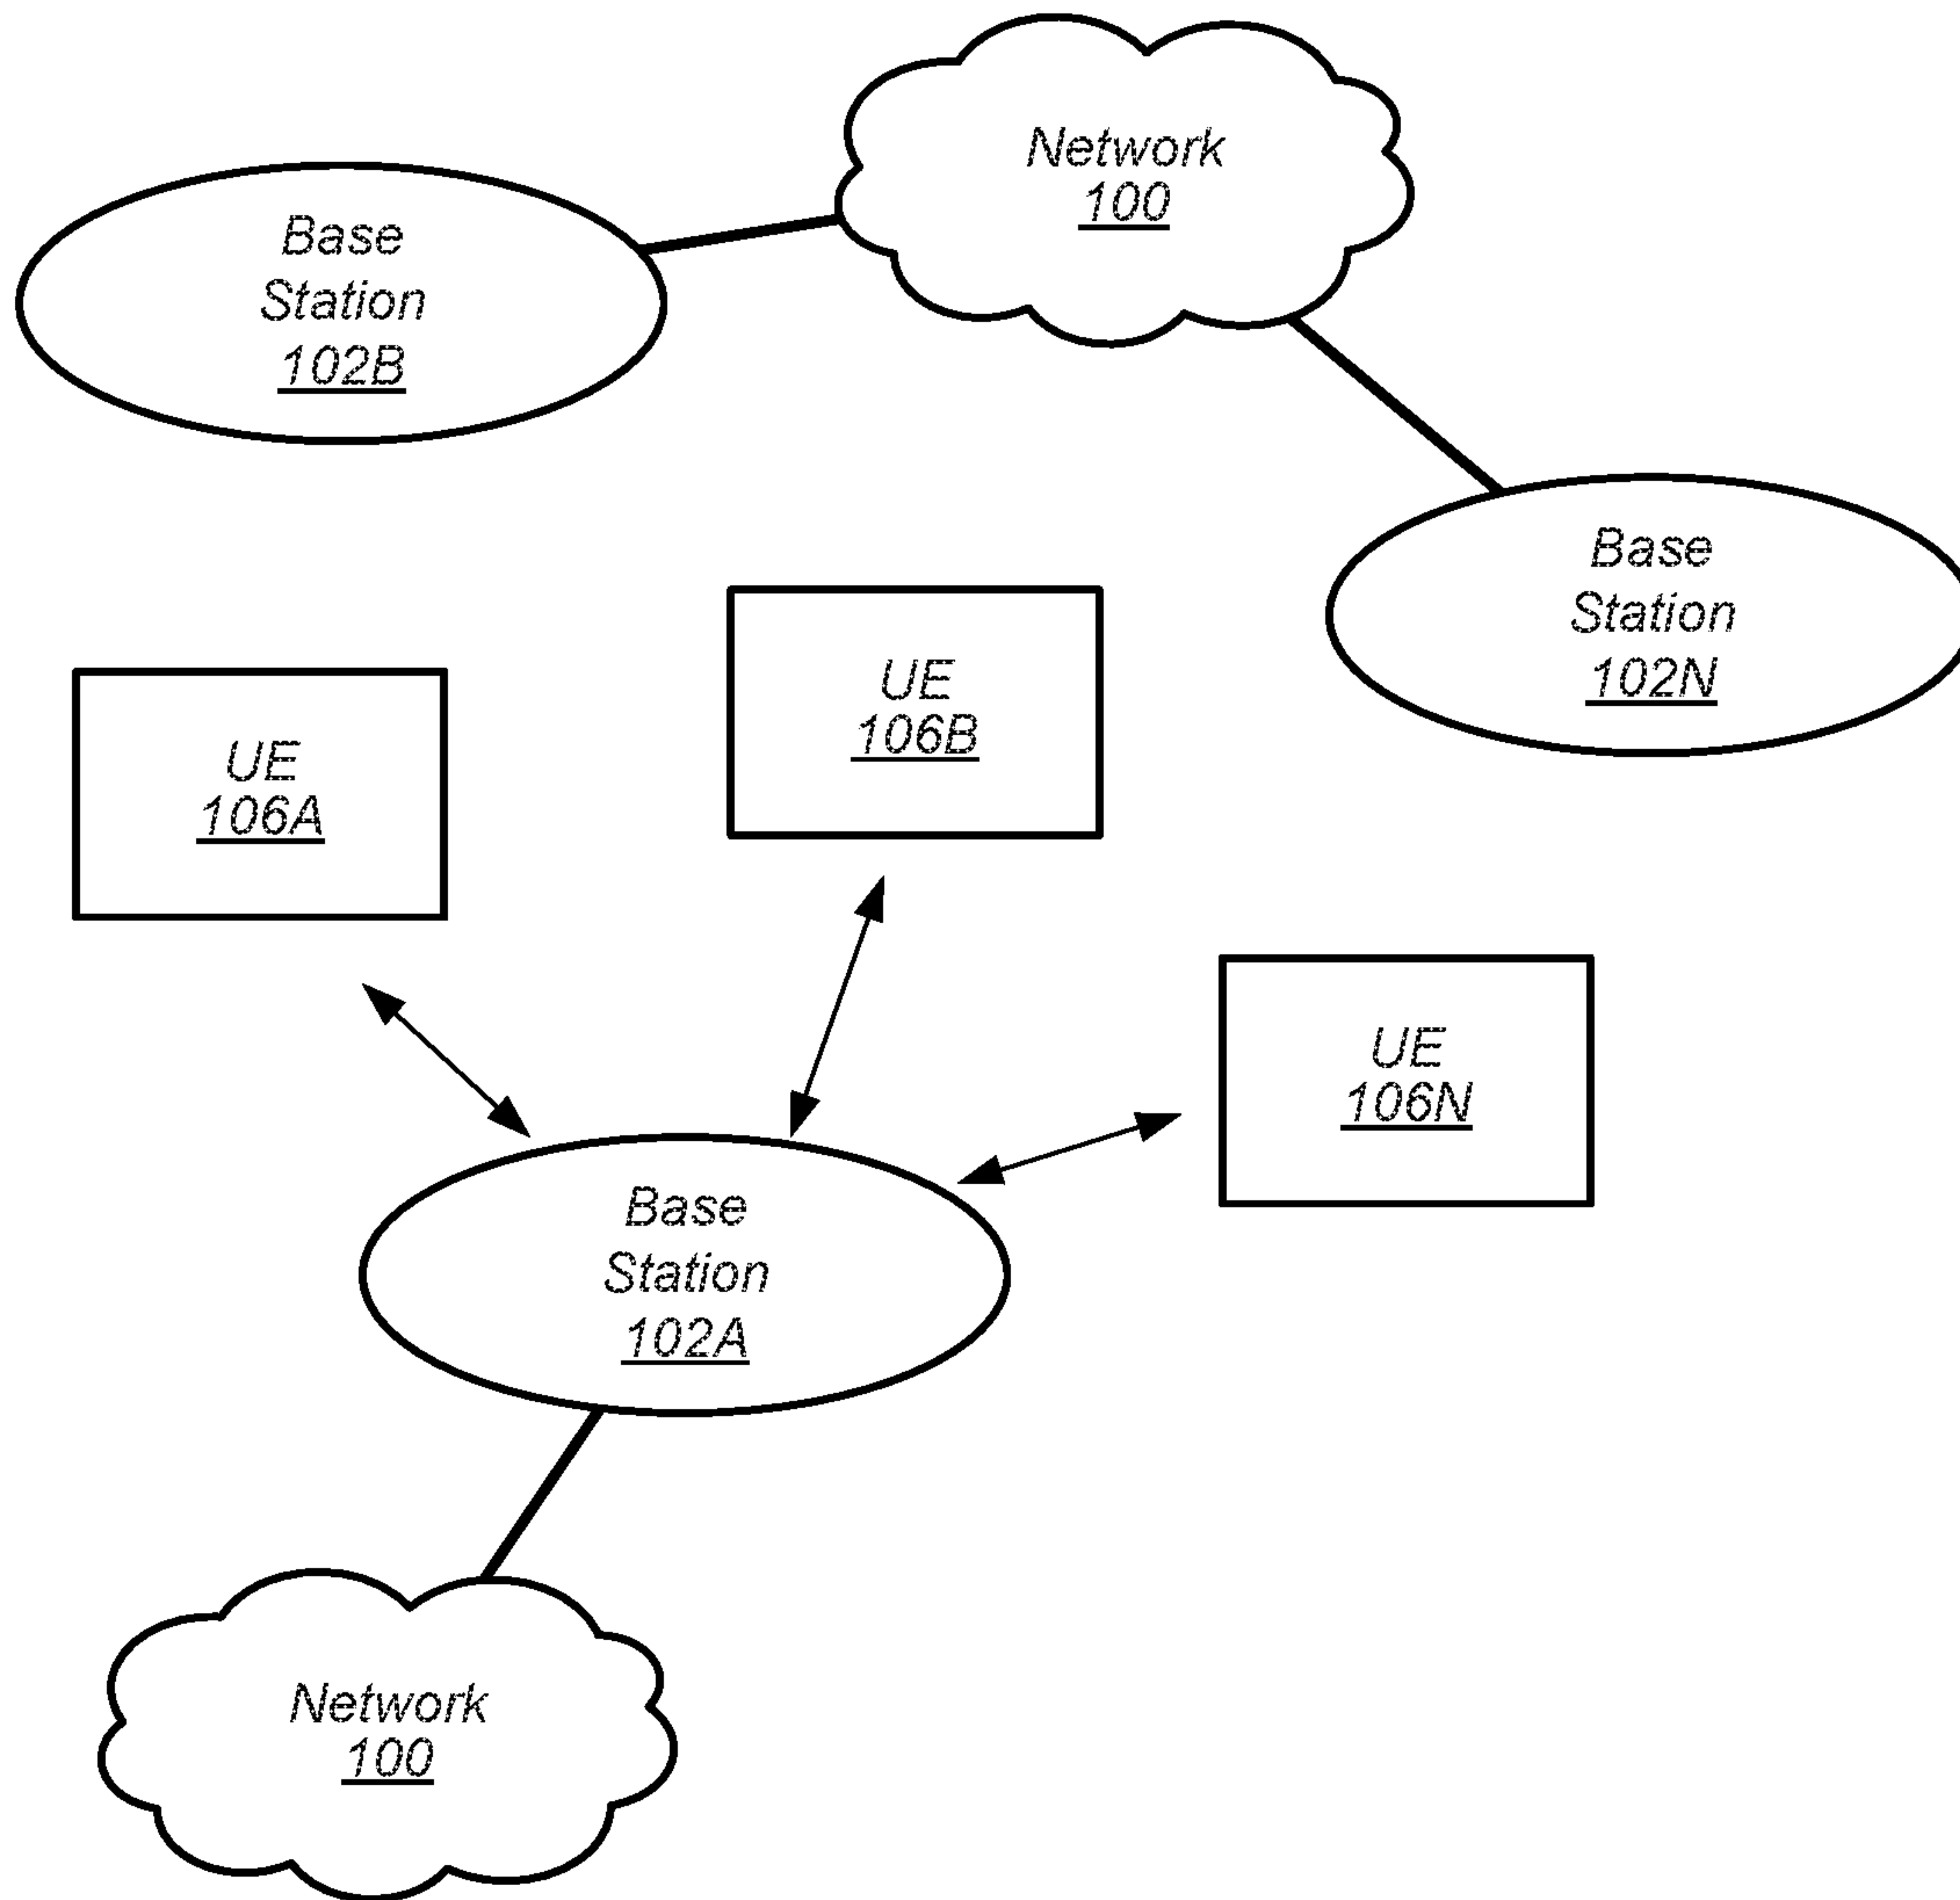 Network
100
Base
Station
102B
Base
Station
102N
UE
106B
UE
106A
UE
106N
Base
Station
102A
Network
100